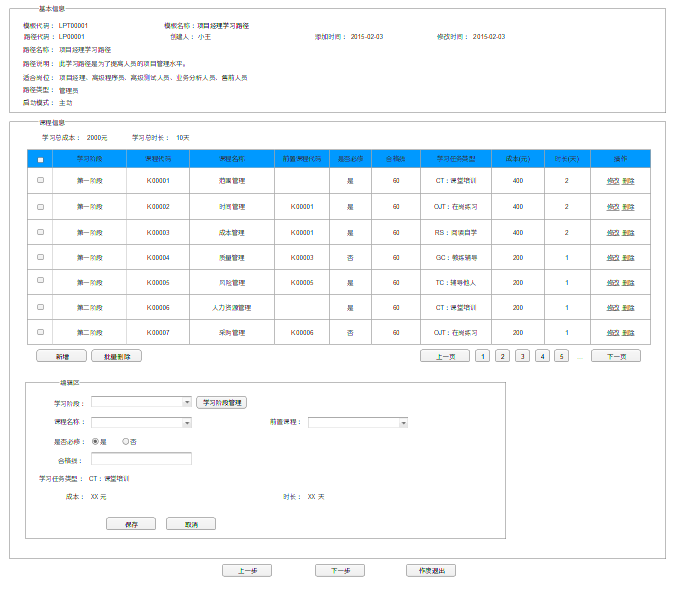 基本信息
模板代码： LPT00001 模板名称：项目经理学习路径
路径代码： LP00001 创建人： 小王 添加时间： 2015-02-03 修改时间： 2015-02-03
路径名称： 项目经理学习路径
路径说明： 此学习路径是为了提高人员的项目管理水平。
适合岗位： 项目经理、高级程序员、高级测试人员、业务分析人员、售前人员
路径类型： 管理员
启动模式： 主动
课程信息
学习总成本： 2000元 学习总时长： 10天
学习阶段 课程代码 课程名称 前置课程代码 是否必修 合格线 学习任务类型 成本(元) 时长(天) 操作
第一阶段 K00001 范围管理 是 60 CT：课堂培训 400 2 修改 删除
第一阶段 K00002 时间管理 K00001 是 60 OJT：在岗练习 400 2 修改 删除
第一阶段 K00003 成本管理 K00001 是 60 RS：阅读自学 400 2 修改 删除
第一阶段 K00004 质量管理 K00003 否 60 GC：教练辅导 200 1 修改 删除
第一阶段 K00005 风险管理 K00005 是 60 TC：辅导他人 200 1 修改 删除
第二阶段 K00006 人力资源管理 是 60 CT：课堂培训 200 1 修改 删除
第二阶段 K00007 采购管理 K00006 否 60 OJT：在岗练习 200 1 修改 删除
新增 批量删除 上一页 1 2 3 4 5 … 下一页
编辑区
学习阶段： 学习阶段管理
课程名称： 前置课程：
是否必修： 是 否
合格线：
学习任务类型： CT：课堂培训
成本： XX 元 时长： XX 天
保存 取消
上一步 下一步 作废退出